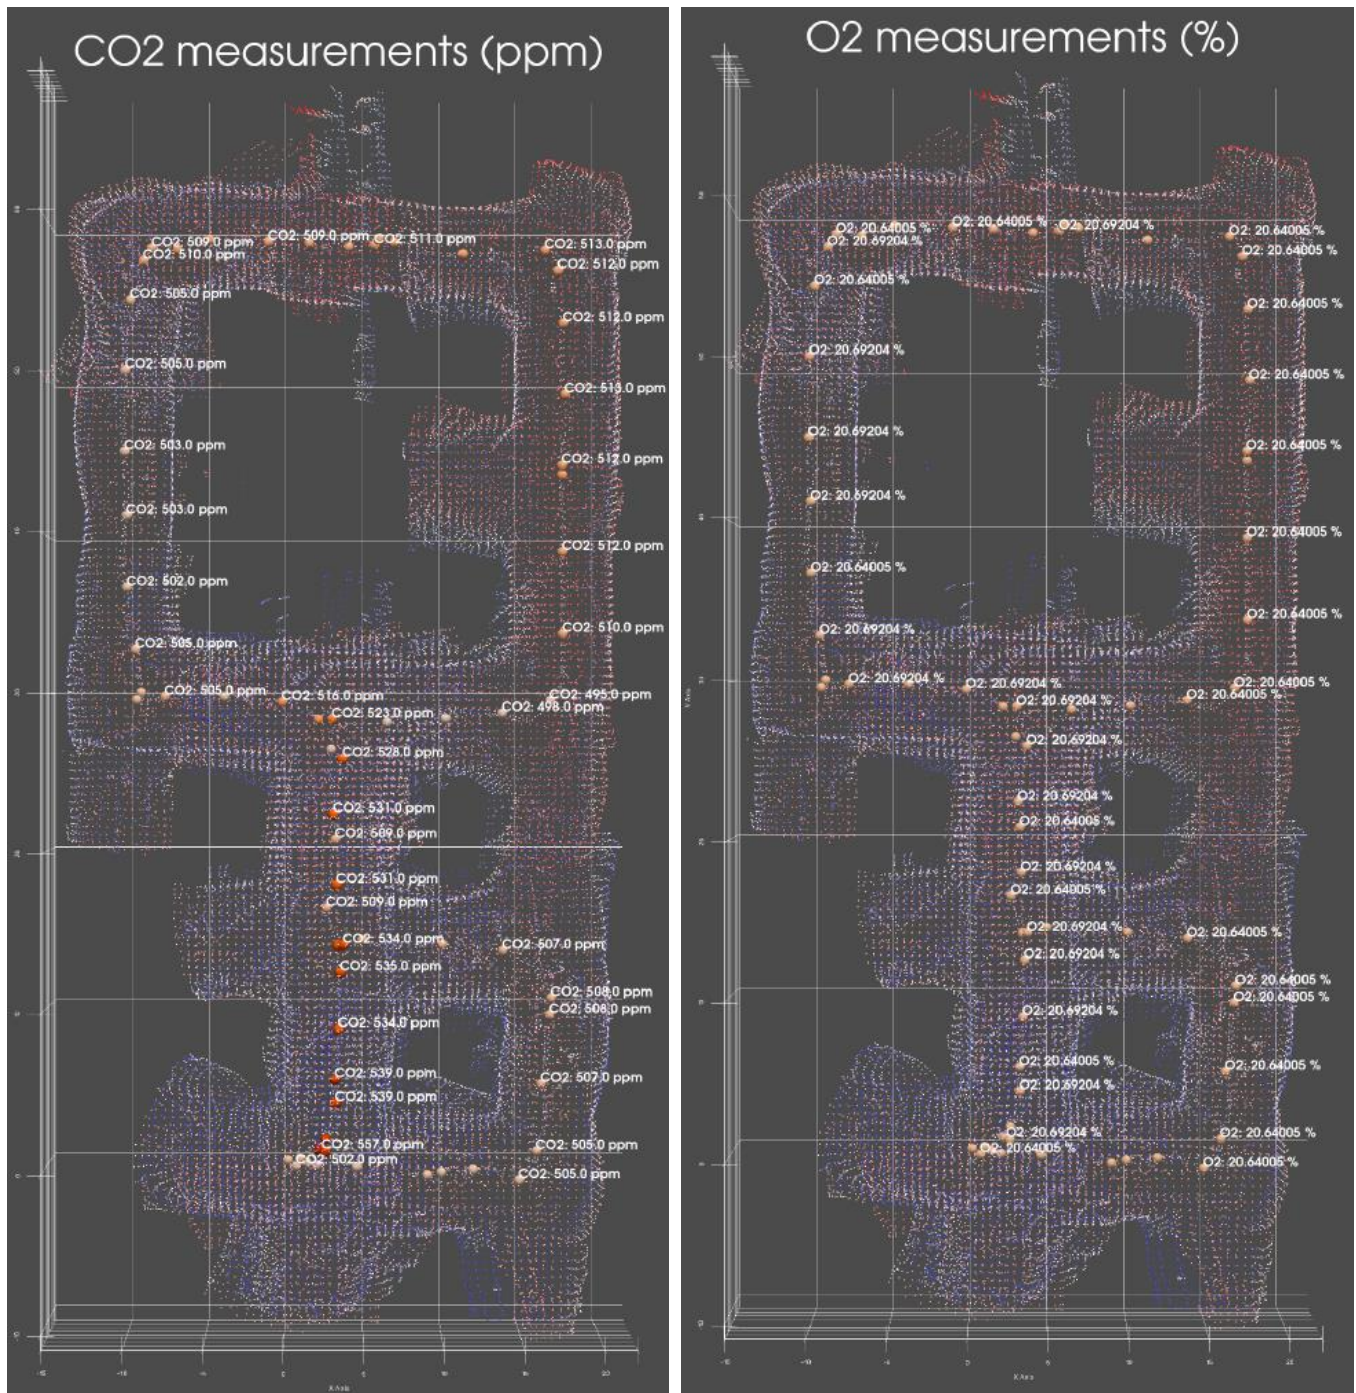 CO2 measurements (ppm)
CO2: 509.0 ppm
CO2: 509.0 ppm
CO2: 511.0 ppm
CO2: 513.0 ppm
CO2: 510.0 ppm
CO2: 512.0 ppm
CO2: 505.0 ppm
CO2: 512.0 ppm
CO2: 505.0 ppm
CO2: 513.0 ppm
CO2: 503.0 ppm
CO2: 512.0 ppm
CO2: 503.0 ppm
CO2: 512.0 ppm
CO2: 502.0 ppm
CO2: 510.0 ppm
CO2: 505.0 ppm
CO2: 505.0 ppm
CO2: 516.0 ppm
CO2: 495.0 ppm
CO2: 498.0 ppm
CO2: 523.0 ppm
CO2: 528.0 ppm
CO2: 531.0 ppm
CO2: 509.0 ppm
CO2: 531.0 ppm
CO2: 509.0 ppm
CO2: 534.0 ppm
CO2: 507.0 ppm
CO2: 535.0 ppm
CO2: 508.0 ppm
CO2: 508.0 ppm
CO2: 534.0 ppm
CO2: 539.0 ppm
CO2: 507.0 ppm
CO2: 539.0 ppm
CO2: 557.0 ppm
CO2: 505.0 ppm
CO2: 502.0 ppm
CO2: 505.0 ppm
X Axis
O2 measurements (%)
O2: 20.64005 %
O2: 20.64005 %
O2: 20.69204 %
O2: 20.64005 %
O2: 20.69204 %
O2: 20.64005 %
O2: 20.64005 %
O2: 20.64005 %
O2: 20.69204 %
O2: 20.64005 %
O2: 20.69204 %
O2: 20.64005 %
O2: 20.69204 %
O2: 20.64005 %
O2: 20.64005 %
O2: 20.64005 %
O2: 20.69204 %
O2: 20.69204 %
O2: 20.69204 %
O2: 20.64005 %
O2: 20.64005 %
O2: 20.69204 %
O2: 20.69204 %
O2: 20.69204 %
O2: 20.64005 %
O2: 20.69204 %
O2: 20.64005 %
O2: 20.69204 %
O2: 20.64005 %
O2: 20.69204 %
O2: 20.64005 %
O2: 20.64005 %
O2: 20.69204 %
O2: 20.64005 %
O2: 20.64005 %
O2: 20.69204 %
O2: 20.69204 %
O2: 20.64005 %
O2: 20.64005 %
O2: 20.64005 %
X Axis